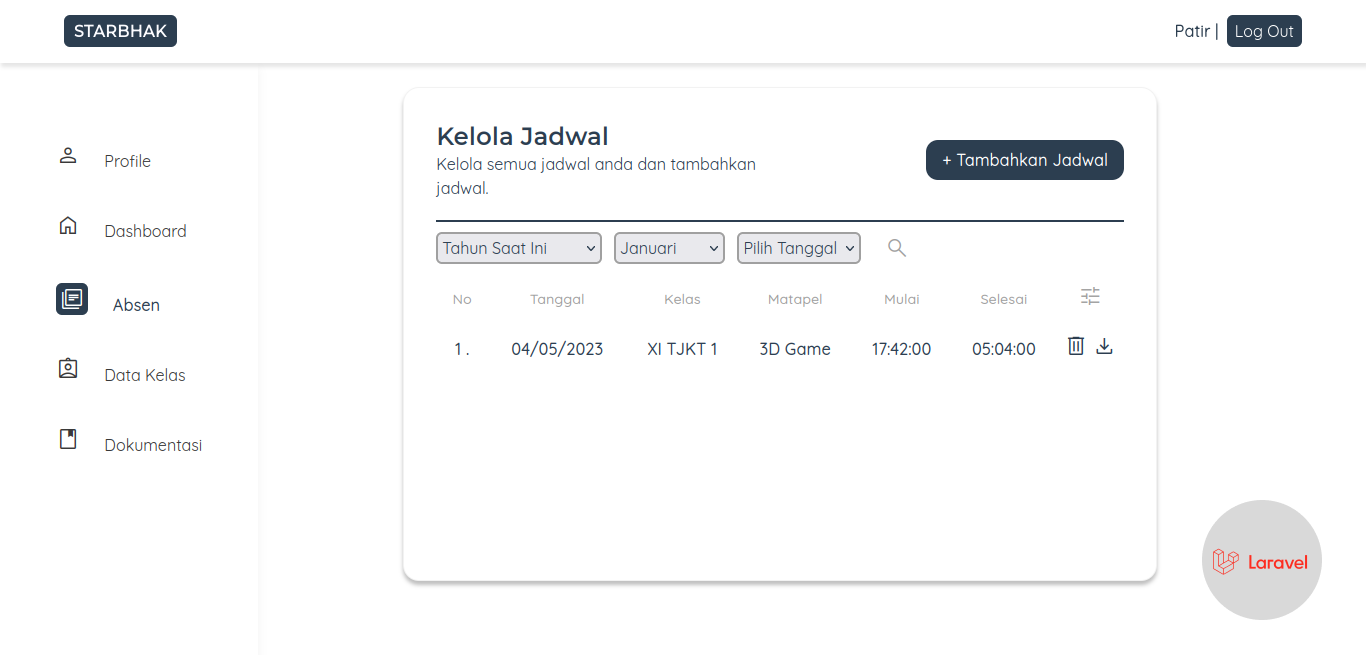 STARBHAK
Patir | Log Out
Profile
Dashboard
Absen
Data Kelas
Dokumentasi
Kelola Jadwal
Kelola semua jadwal anda dan tambahkan
jadwal.
+ Tambahkan Jadwal
Tahun Saat Ini Januari Pilih Tanggal
No Tanggal Kelas Matapel Mulai Selesai
1 . 04/05/2023 XI TJKT 1 3D Game 17:42:00 05:04:00
Laravel